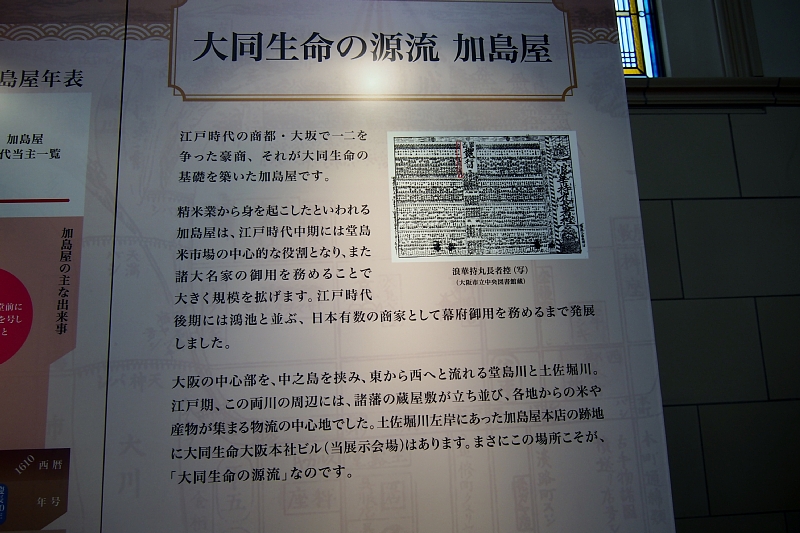 大同生命の源流 加島屋
江戸時代の商都・大坂で一二を
争った豪商、それが大同生命の
基礎を築いた加島屋です。
精米業から身を起こしたといわれる
加島屋は、江戸時代中期には堂島
米市場の中心的な役割となり、また
諸大名家の御用を務めることで
大きく規模を拡げます。江戸時代
後期には鴻池と並ぶ、日本有数の商家として幕府御用を務めるまで発展
しました。
大阪の中心部を、中之島を挟み、東から西へと流れる堂島川と土佐堀川。
江戸期、この両川の周辺には、諸藩の蔵屋敷が立ち並び、各地からの米や
産物が集まる物流の中心地でした。土佐堀川左岸にあった加島屋本店の跡地
に大同生命大阪本社ビル(当展示会場)はあります。まさにこの場所こそが、
「大同生命の源流」なのです。
浪華持丸長者控(写)
(大阪市立中央図書館蔵)
島屋年表
加島屋
代当主一覧
加島屋の主な出来事
堂前に
を号し
と
1610
西暦
年号